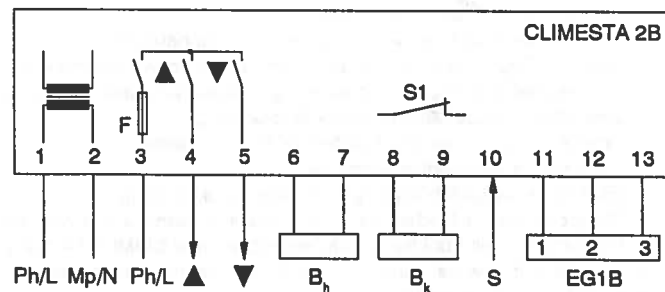 CLIMESTA 2B
S1
F
1 2 3 4 5 6 7 8 9 10 11 12 13
1 2 3
Ph/L Mp/N Ph/L ▲ ▼ Bh Bk S EG1B